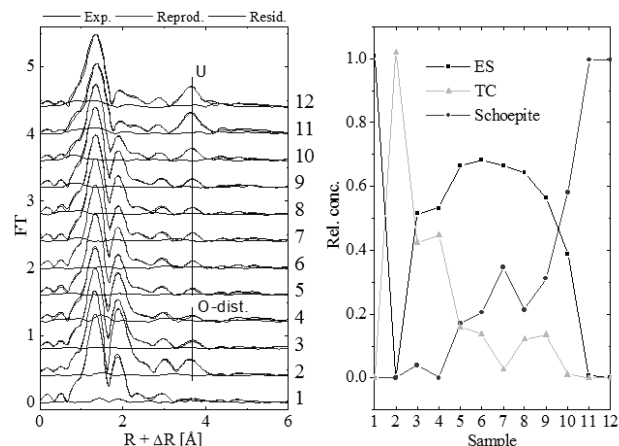 Exp. Reprod. Resid.
U
O-dist.
12
11
10
9
8
7
6
5
4
3
2
1
5
4
3
2
1
0
FT
0 2 4 6
R + ΔR [Å]
ES
TC
Schoepite
1.0
0.8
0.6
0.4
0.2
0.0
Rel. conc.
1 2 3 4 5 6 7 8 9 10 11 12
Sample